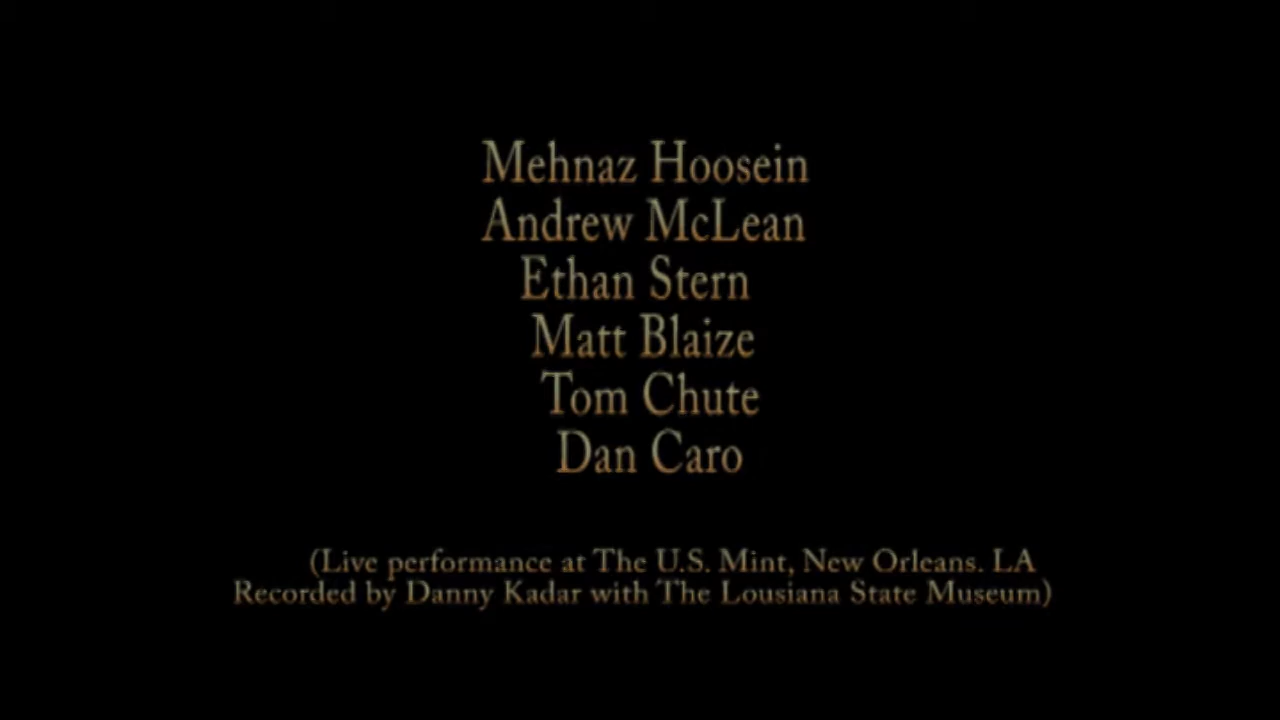 Mehnaz Hoosein
Andrew McLean
Ethan Stern
Matt Blaize
Tom Chute
Dan Caro
(Live performance at The U.S. Mint, New Orleans. LA
Recorded by Danny Kadar with The Lousiana State Museum)